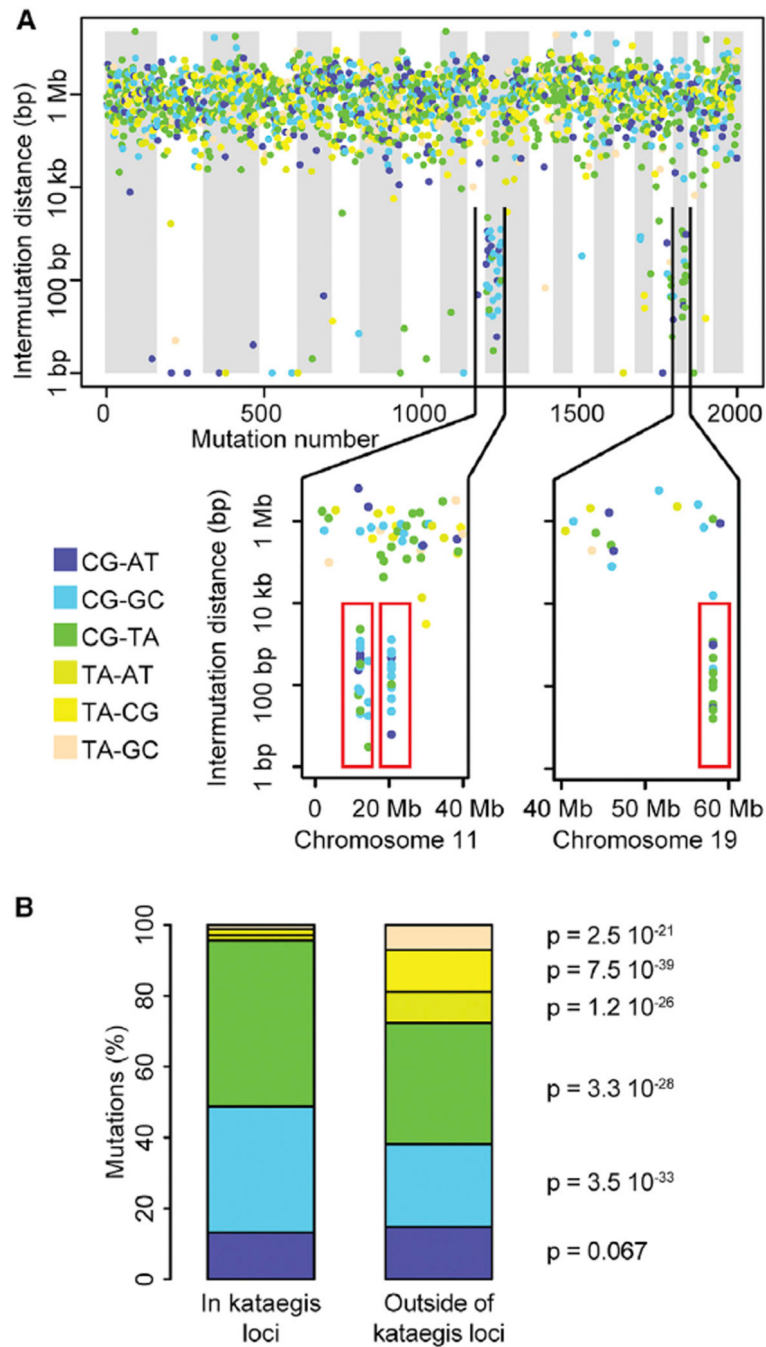 A
Intermutation distance (bp)
1 Mb
10 kb
100 bp
1 bp
0 500 1000 1500 2000
Mutation number
CG-AT
CG-GC
CG-TA
TA-AT
TA-CG
TA-GC
Intermutation distance (bp)
1 Mb
10 kb
100 bp
1 bp
0 20 Mb 40 Mb
Chromosome 11
40 Mb 50 Mb 60 Mb
Chromosome 19
B
Mutations (%)
100
80
60
40
20
0
In kataegis
loci
Outside of
kataegis loci
p = 2.5 10⁻²¹
p = 7.5 10⁻³⁹
p = 1.2 10⁻²⁶
p = 3.3 10⁻²⁸
p = 3.5 10⁻³³
p = 0.067